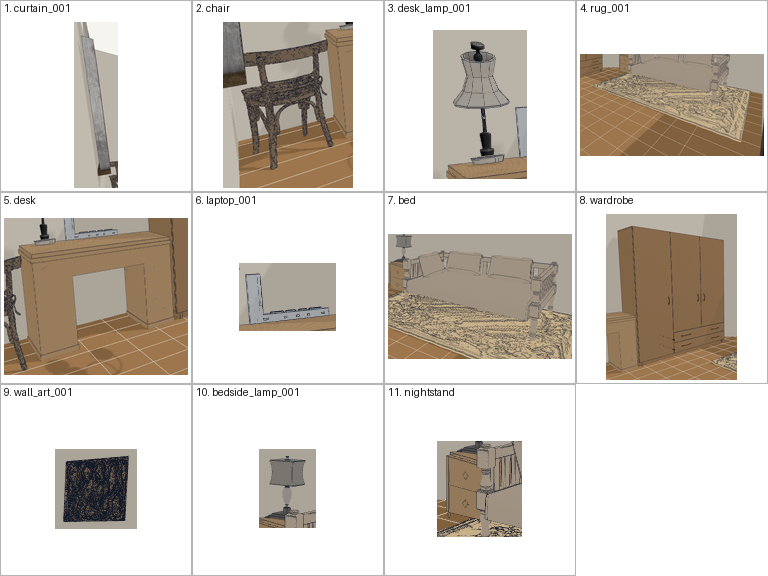 1. curtain_001
2. chair
3. desk_lamp_001
4. rug_001
5. desk
6. laptop_001
7. bed
8. wardrobe
9. wall_art_001
10. bedside_lamp_001
11. nightstand